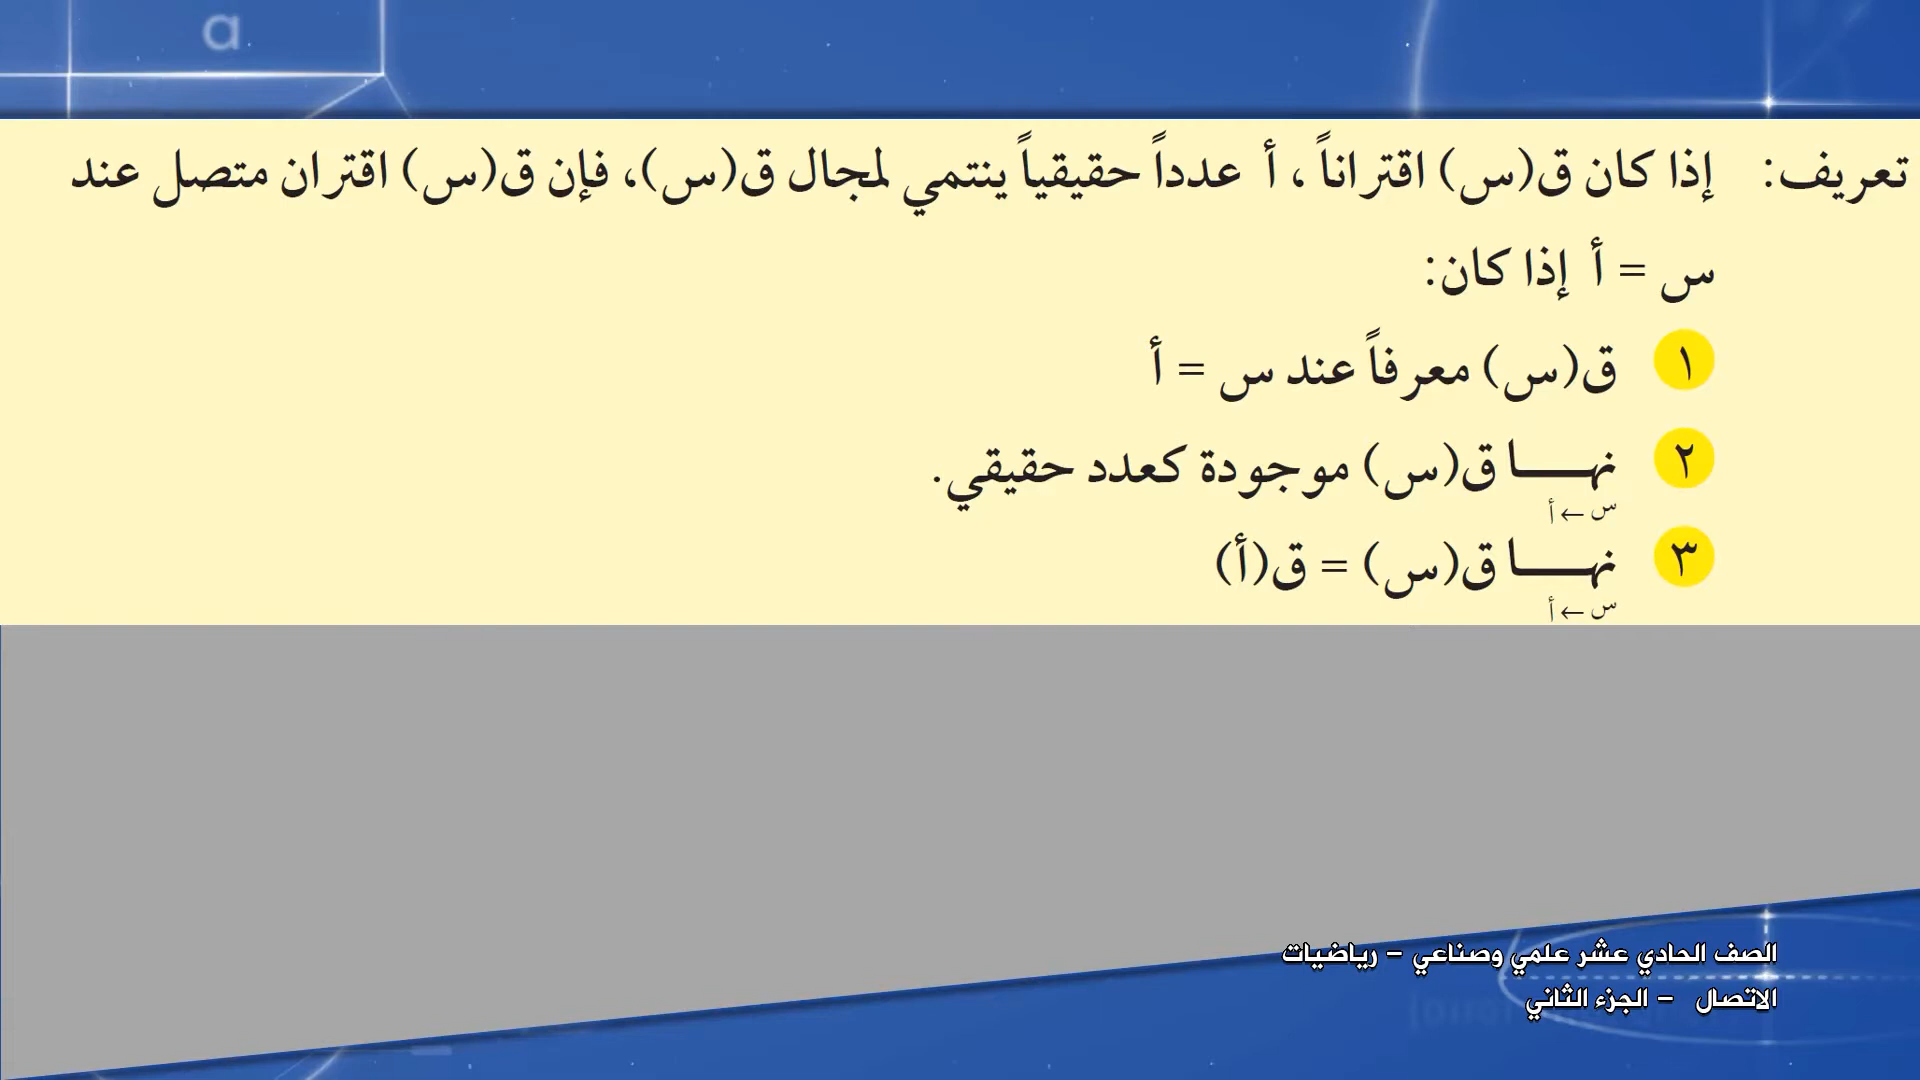 a
تعريف: إذا كان ق(س) اقتراناً ، أ عدداً حقيقياً ينتمي لمجال ق(س)، فإن ق(س) اقتران متصل عند
س = أ إذا كان:
١ ق(س) معرفاً عند س = أ
٢ نهـــا ق(س) موجودة كعدد حقيقي.
س ← أ
٣ نهـــا ق(س) = ق(أ)
س ← أ
الصف الحادي عشر علمي وصناعي – رياضيات
الاتصال – الجزء الثاني